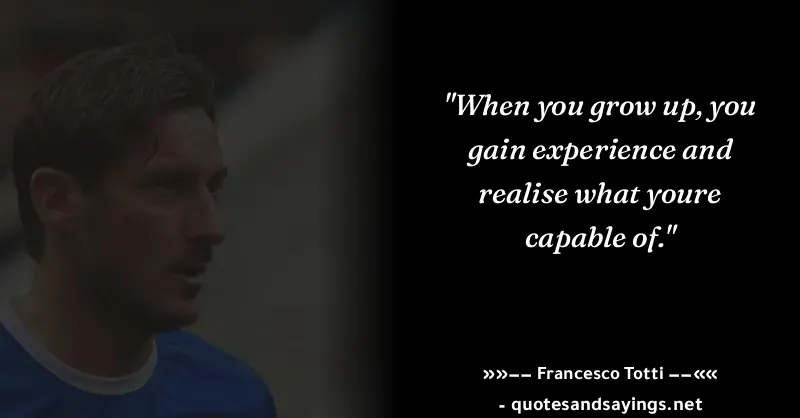 "When you grow up, you
gain experience and
realise what youre
capable of."
»»−− Francesco Totti −−««
- quotesandsayings.net